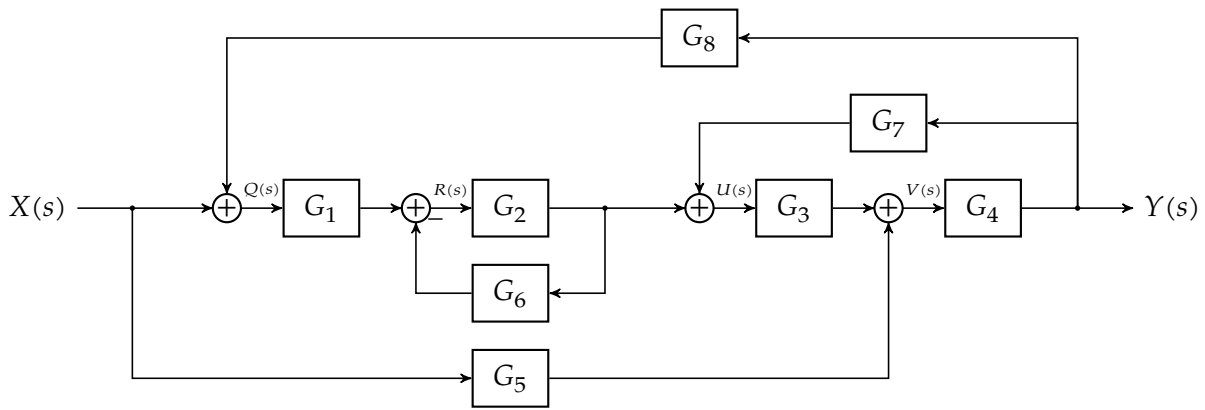 G₈
G₇
X(s) + Q(s) G₁ + − R(s) G₂ + U(s) G₃ + V(s) G₄ Y(s)
G₆
G₅